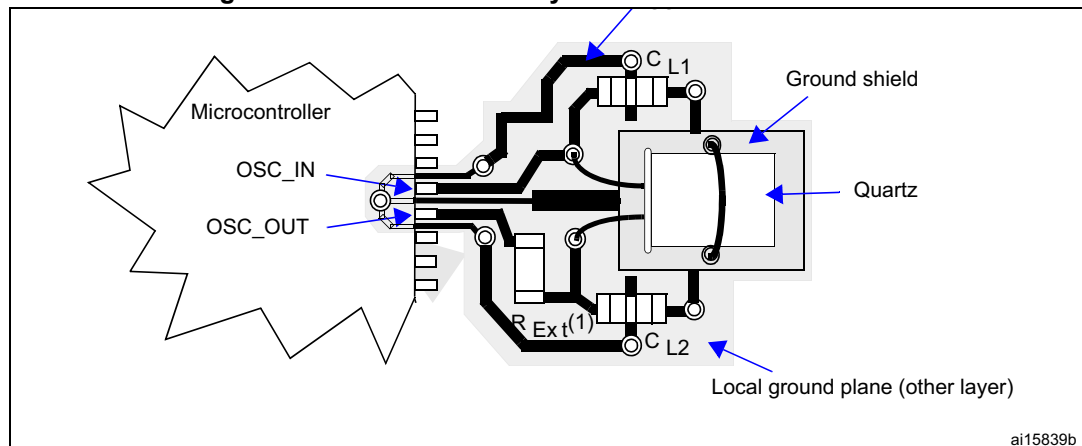 Microcontroller
OSC_IN
OSC_OUT
C L1
Ground shield
Quartz
R Ext(1)
C L2
Local ground plane (other layer)
ai15839b